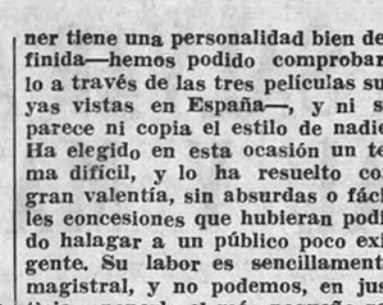 ner tiene una personalidad bien de
finida—hemos podido comprobar
lo a través de las tres películas su
yas vistas en España—, y ni s
parece ni copia el estilo de nadie
Ha elegido en esta ocasión un te
ma difícil, y lo ha resuelto co
gran valentía, sin absurdas o fáci
les concesiones que hubieran podi
do halagar a un público poco exi
gente. Su labor es sencillament
magistral, y no podemos, en jus